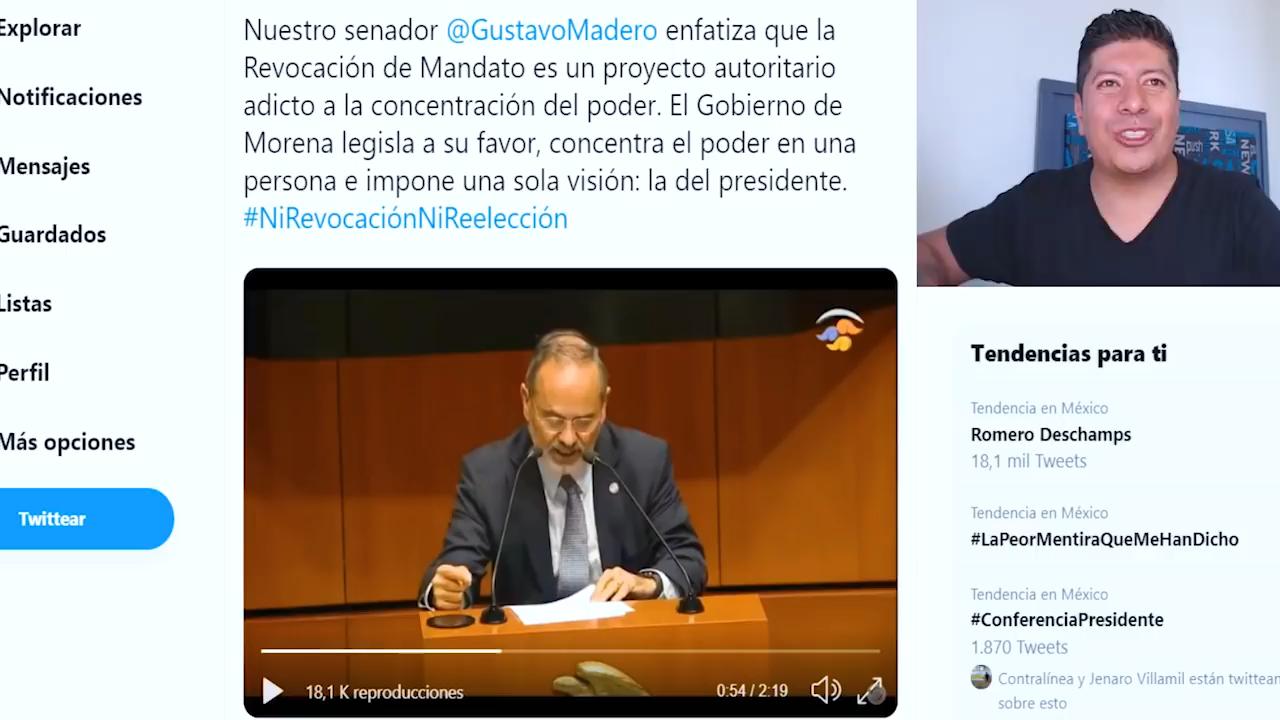 Explorar
Notificaciones
Mensajes
Guardados
Listas
Perfil
Más opciones
Twittear
Nuestro senador @GustavoMadero enfatiza que la
Revocación de Mandato es un proyecto autoritario
adicto a la concentración del poder. El Gobierno de
Morena legisla a su favor, concentra el poder en una
persona e impone una sola visión: la del presidente.
#NiRevocaciónNiReelección
18,1 K reproducciones
0:54 / 2:19
push
Tendencias para ti
Tendencia en México
Romero Deschamps
18,1 mil Tweets
Tendencia en México
#LaPeorMentiraQueMeHanDicho
Tendencia en México
#ConferenciaPresidente
1.870 Tweets
Contralínea y Jenaro Villamil están twittean
sobre esto